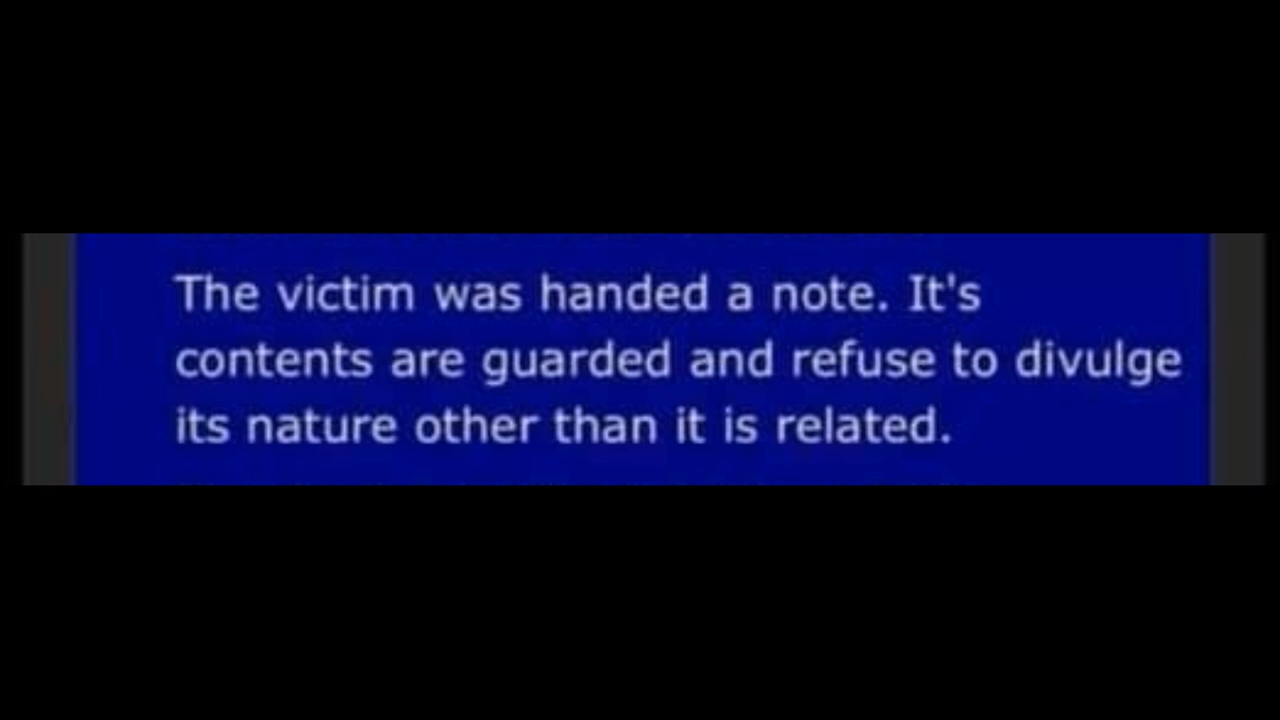 The victim was handed a note. It's
contents are guarded and refuse to divulge
its nature other than it is related.